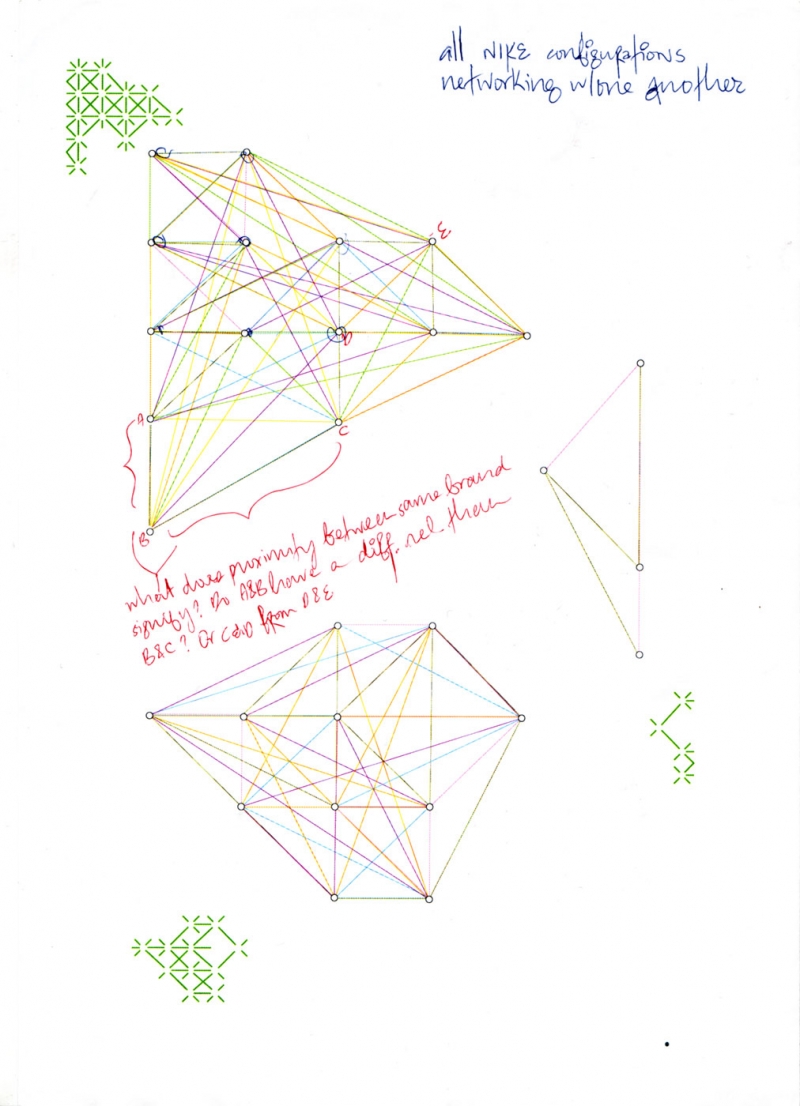 all NIKE configurations
networking w/one another
E
D
A
C
B
what does proximity between same brand
signify? Do A&B have a diff. rel. than
B&C? Or C&D from D&E